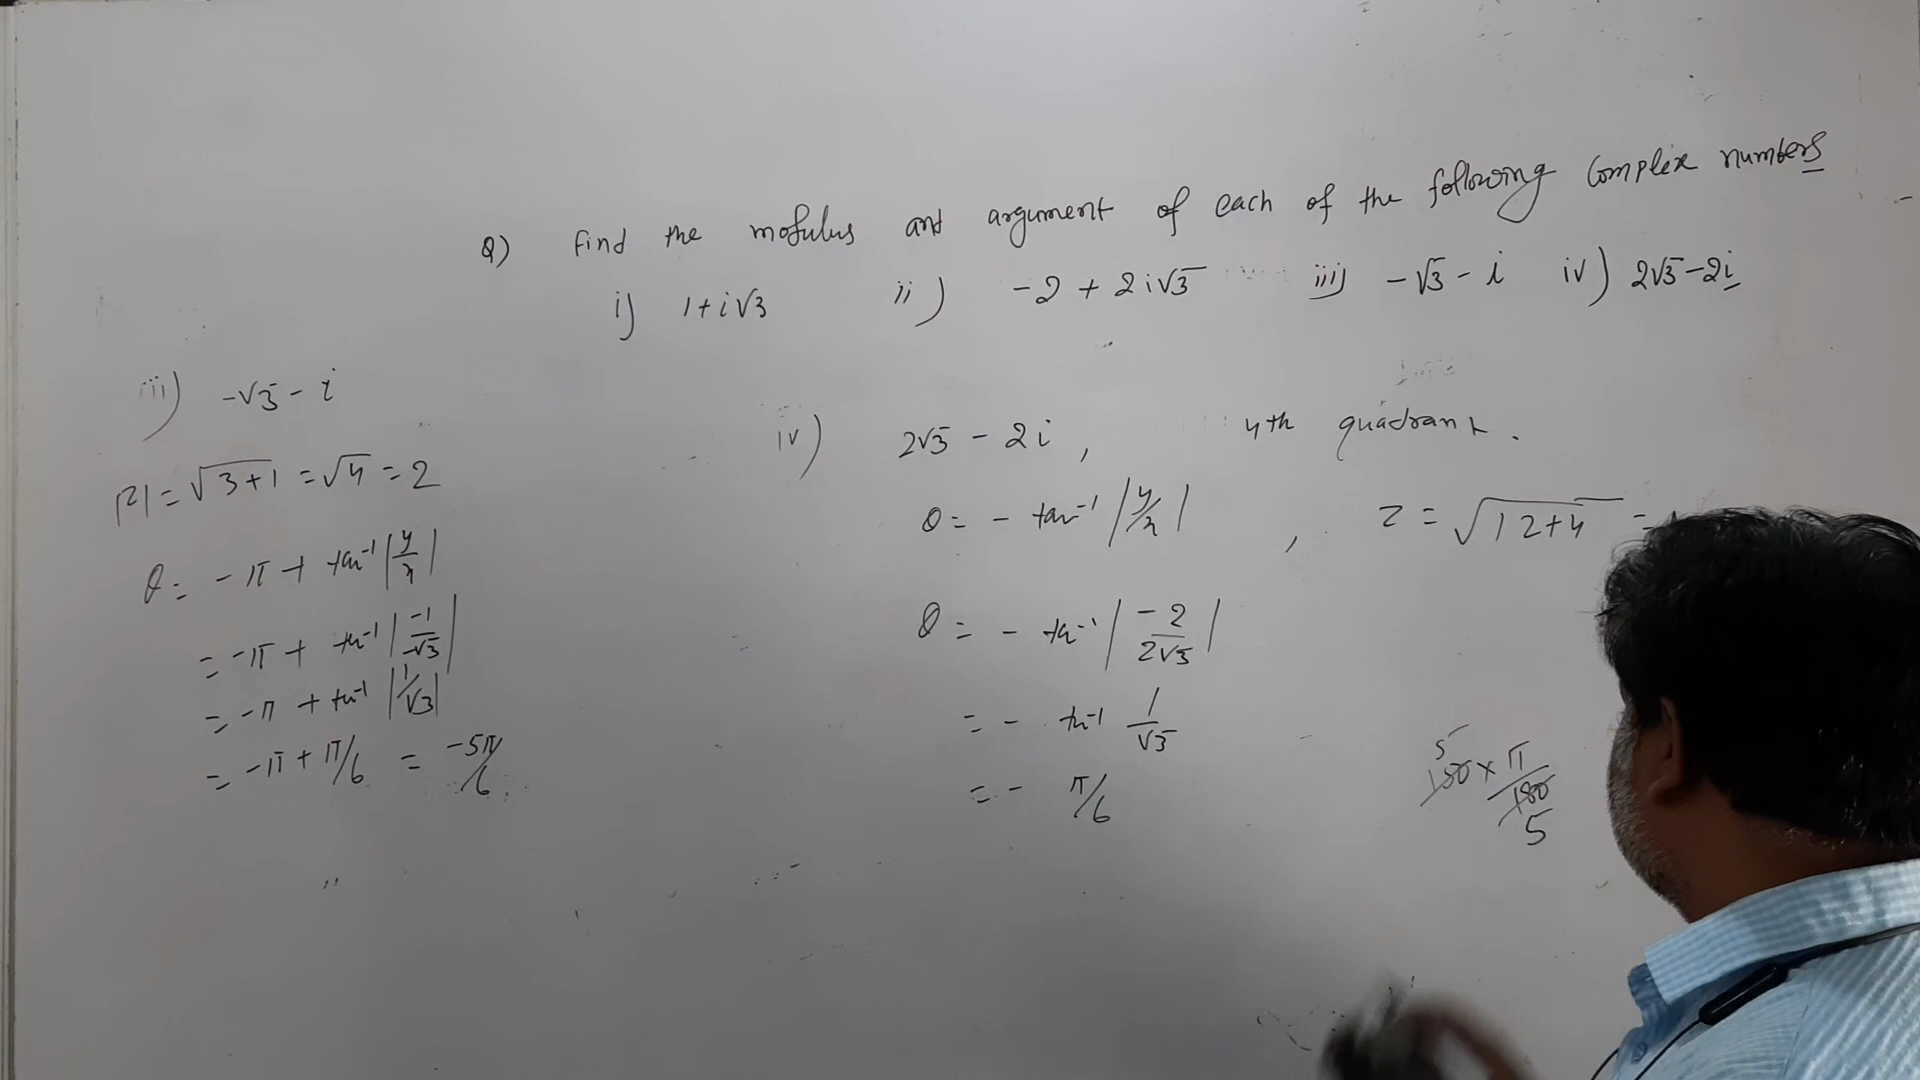 Q) Find the modulus and argument of each of the following complex numbers
i) 1+i√3 ii) -2+2i√3 iii) -√3-i iv) 2√3-2i
iii) -√3-i
|z|=√3+1=√4=2
θ= -π+tan⁻¹|y/x|
= -π+tan⁻¹|-1/-√3|
= -π+tan⁻¹|1/√3|
= -π+π/6 = -5π/6
iv) 2√3-2i, 4th quadrant.
θ= -tan⁻¹|y/x| , z=√12+4 =
θ= -tan⁻¹|-2/2√3|
= -tan⁻¹ 1/√3
= -π/6
5
150×π/180
5